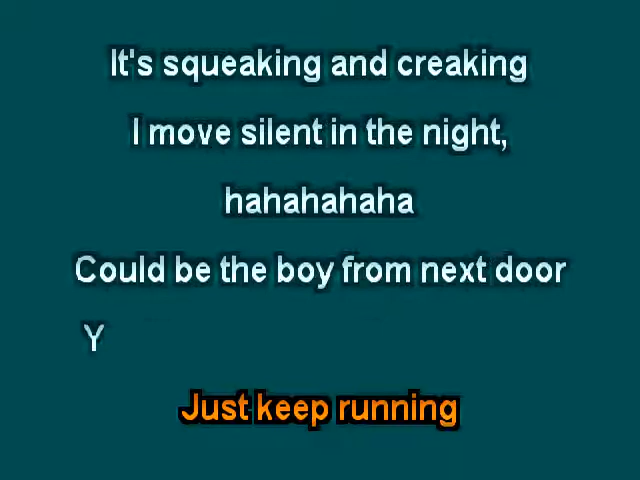 It's squeaking and creaking
I move silent in the night,
hahahahaha
Could be the boy from next door
Y
Just keep running